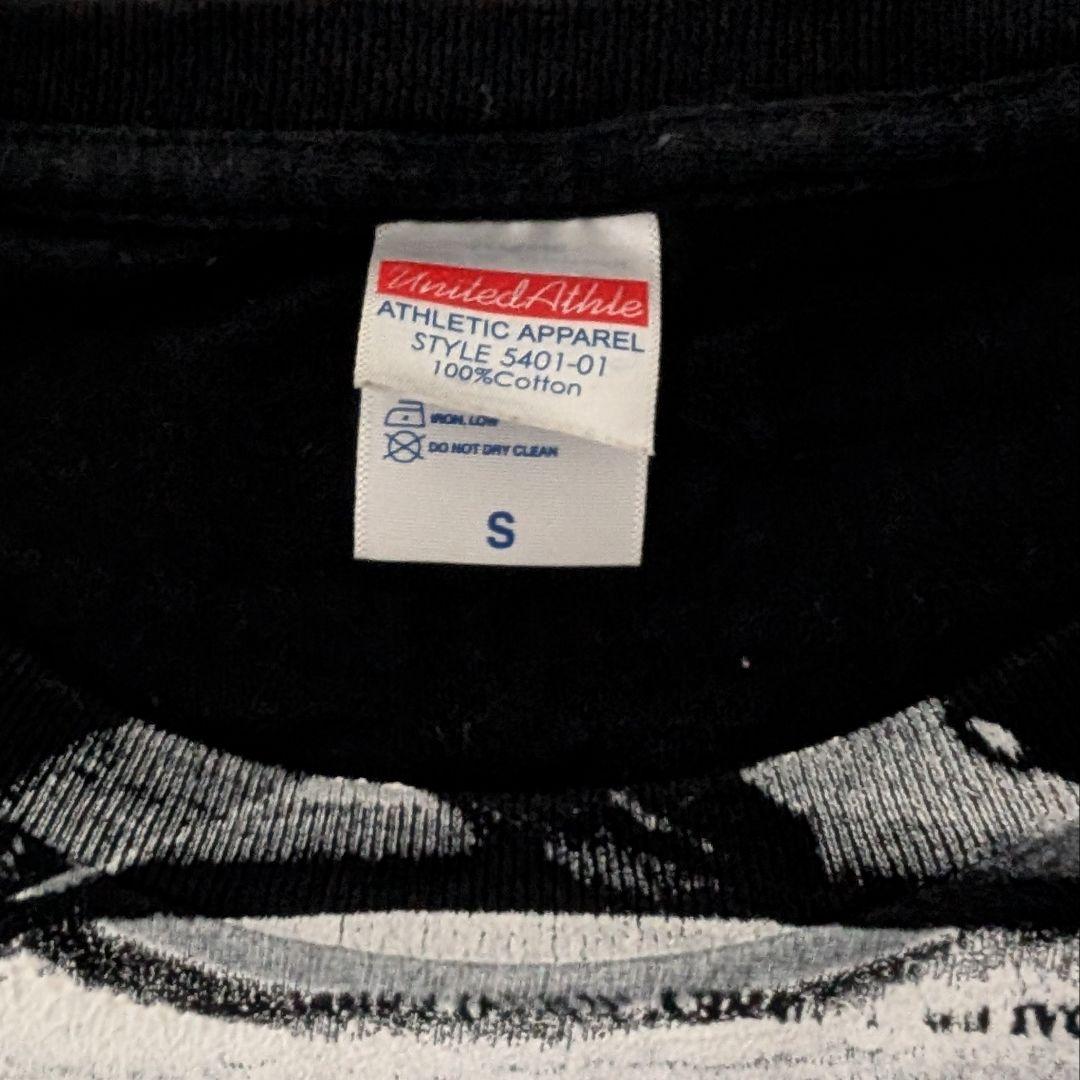 UnitedAthle
ATHLETIC APPAREL
STYLE 5401-01
100%Cotton
IRON, LOW
DO NOT DRY CLEAN
S